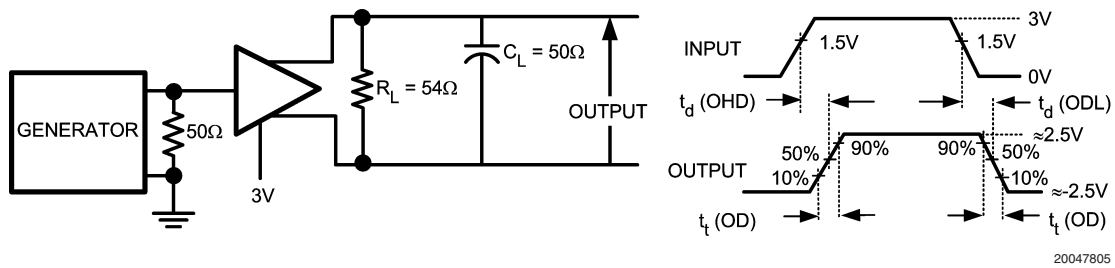 GENERATOR
50Ω
3V
R_L = 54Ω
C_L = 50Ω
OUTPUT
INPUT
1.5V
1.5V
3V
0V
t_d (OHD)
t_d (ODL)
OUTPUT
50%
10%
90%
90%
50%
10%
≈2.5V
≈-2.5V
t_t (OD)
t_t (OD)
20047805